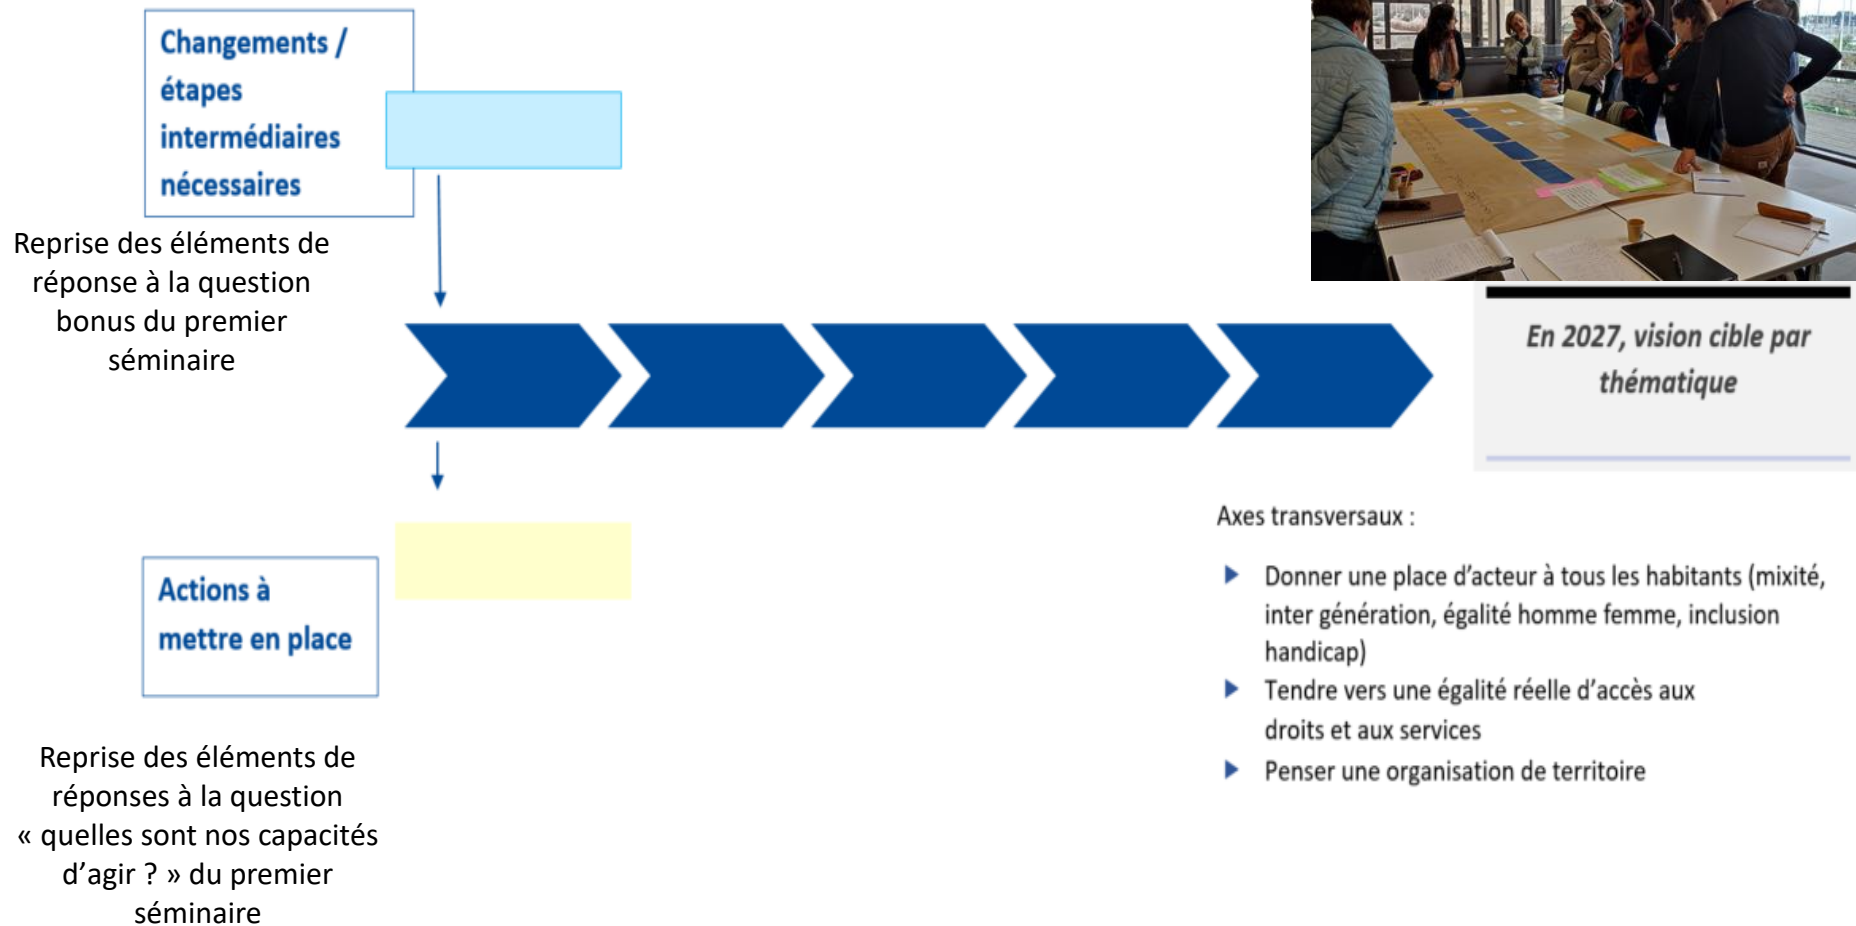 Changements /
étapes
intermédiaires
nécessaires
Reprise des éléments de
réponse à la question
bonus du premier
séminaire
En 2027, vision cible par
thématique
Actions à
mettre en place
Reprise des éléments de
réponses à la question
« quelles sont nos capacités
d’agir ? » du premier
séminaire
Axes transversaux :
Donner une place d’acteur à tous les habitants (mixité,
inter génération, égalité homme femme, inclusion
handicap)
Tendre vers une égalité réelle d’accès aux
droits et aux services
Penser une organisation de territoire